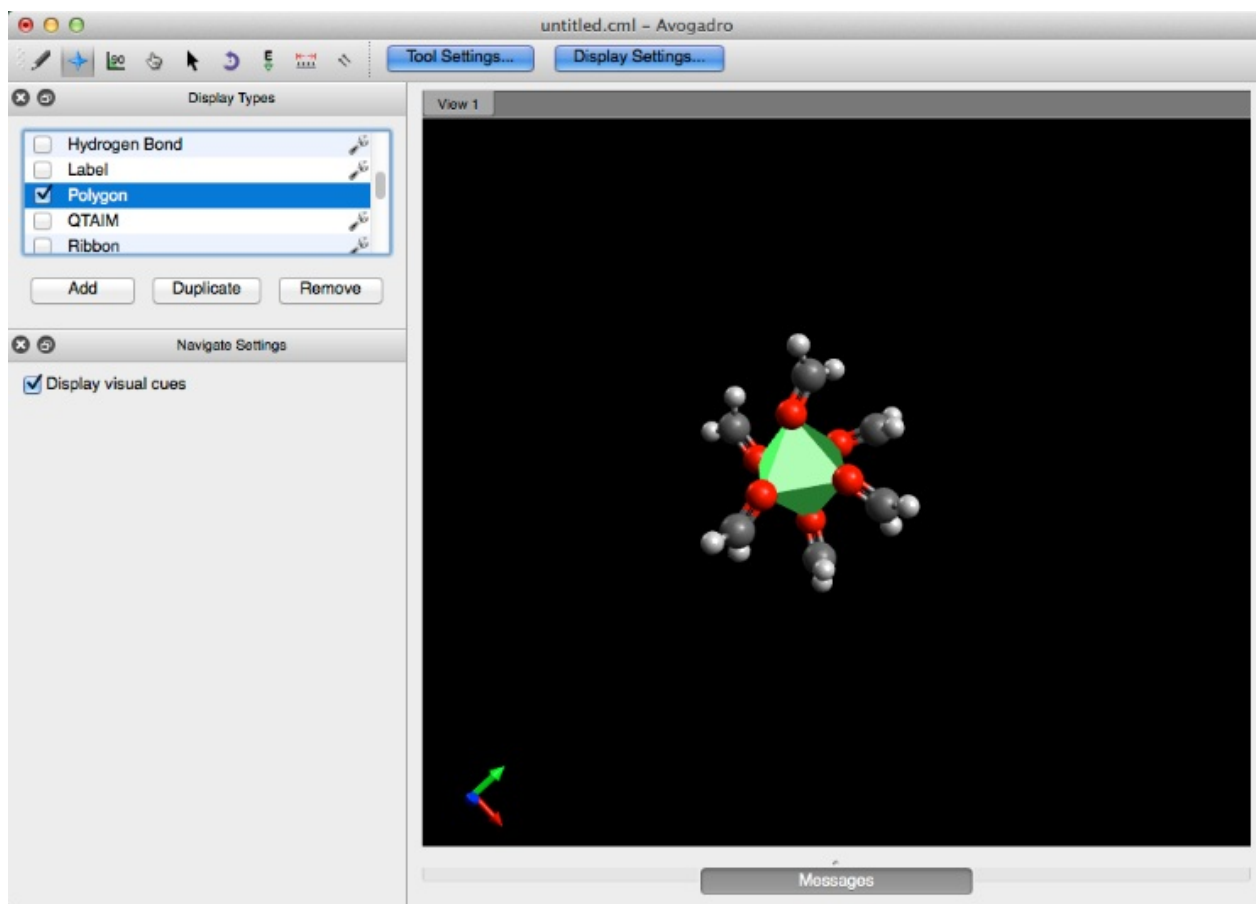 untitled.cml – Avogadro
90
E
Tool Settings...
Display Settings...
Display Types
View 1
Hydrogen Bond
Label
Polygon
QTAIM
Ribbon
Add
Duplicate
Remove
Navigate Settings
Display visual cues
Messages